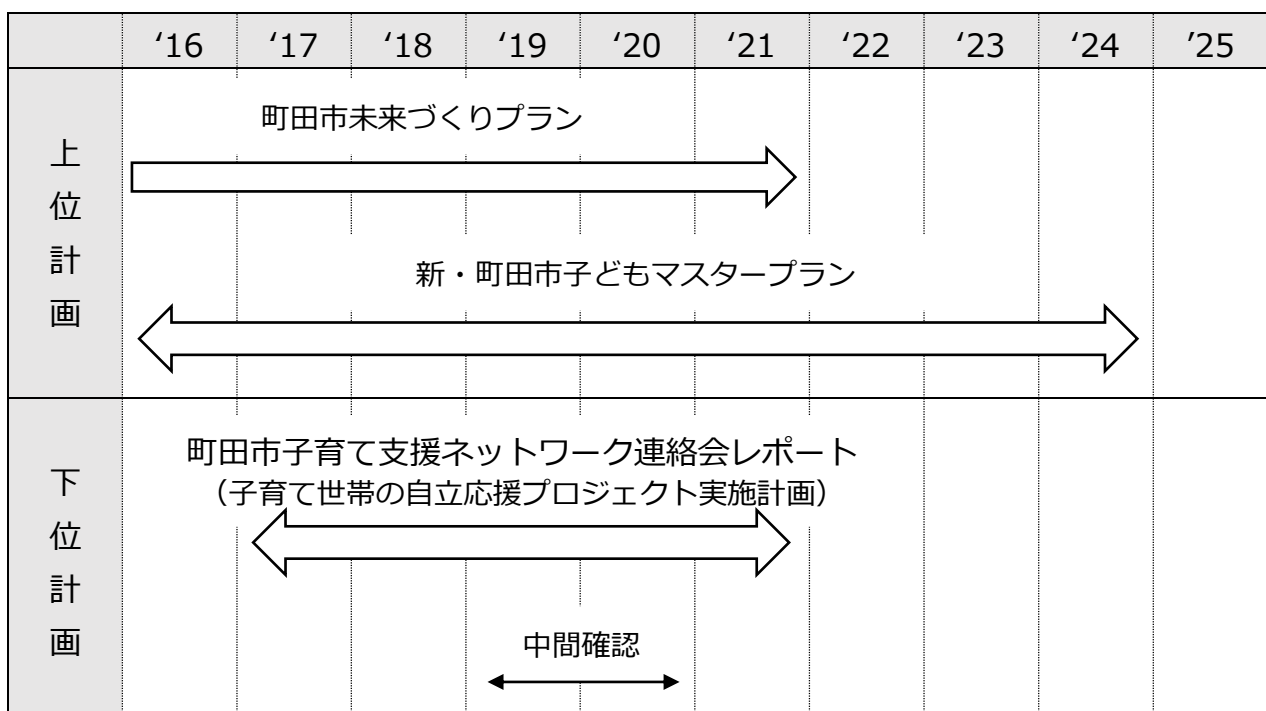 ‘16 ‘17 ‘18 ‘19 ‘20 ‘21 ‘22 ‘23 ‘24 ’25
上位計画
町田市未来づくりプラン
新・町田市子どもマスタープラン
下位計画
町田市子育て支援ネットワーク連絡会レポート
（子育て世帯の自立応援プロジェクト実施計画）
中間確認